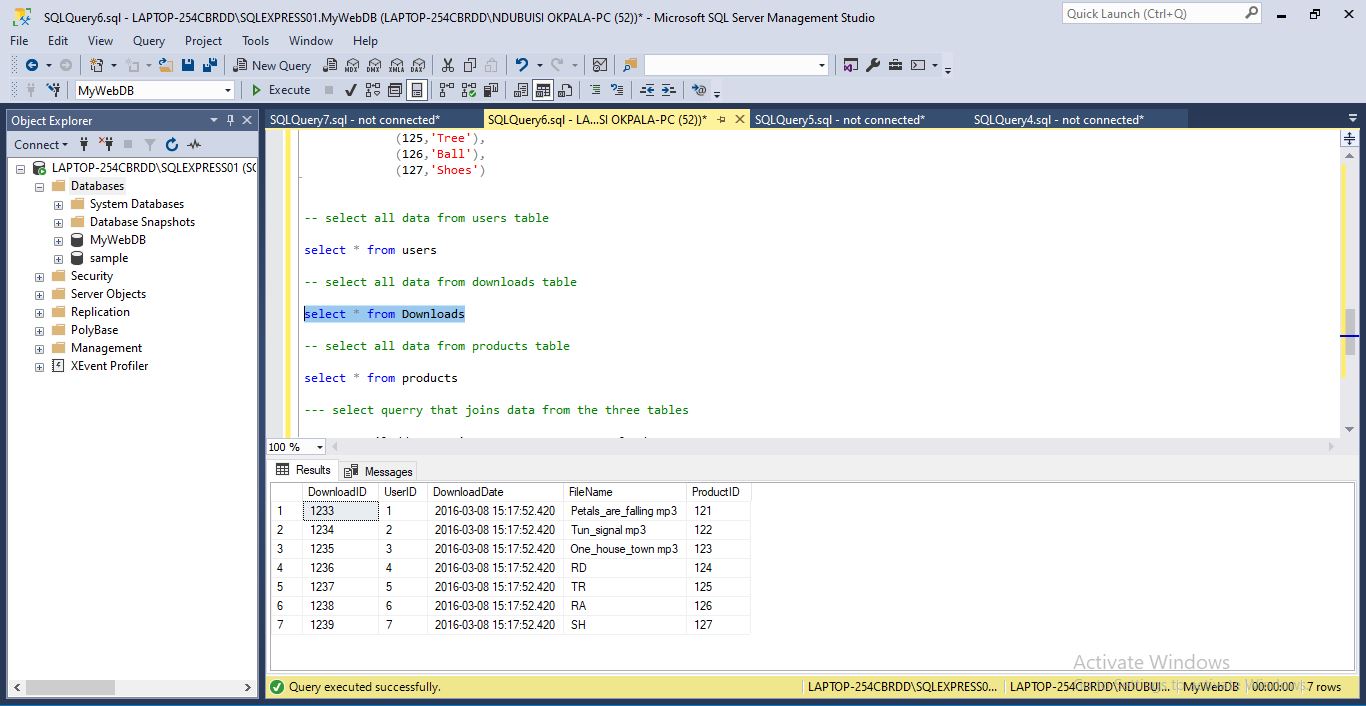 SQLQuery6.sql - LAPTOP-254CBRDD\SQLEXPRESS01.MyWebDB (LAPTOP-254CBRDD\NDUBUISI OKPALA-PC (52))* - Microsoft SQL Server Management Studio
Quick Launch (Ctrl+Q)
File Edit View Query Project Tools Window Help
New Query MDX DMX XMLA DAX
MyWebDB Execute
Object Explorer
SQLQuery7.sql - not connected* SQLQuery6.sql - LA...SI OKPALA-PC (52))* SQLQuery5.sql - not connected* SQLQuery4.sql - not connected*
Connect
LAPTOP-254CBRDD\SQLEXPRESS01 (S
Databases
System Databases
Database Snapshots
MyWebDB
sample
Security
Server Objects
Replication
PolyBase
Management
XEvent Profiler
(125,'Tree'),
(126,'Ball'),
(127,'Shoes')
-- select all data from users table
select * from users
-- select all data from downloads table
select * from Downloads
-- select all data from products table
select * from products
--- select querry that joins data from the three tables
100 %
Results Messages
DownloadID UserID DownloadDate FileName ProductID
1 1233 1 2016-03-08 15:17:52.420 Petals_are_falling mp3 121
2 1234 2 2016-03-08 15:17:52.420 Tun_signal mp3 122
3 1235 3 2016-03-08 15:17:52.420 One_house_town mp3 123
4 1236 4 2016-03-08 15:17:52.420 RD 124
5 1237 5 2016-03-08 15:17:52.420 TR 125
6 1238 6 2016-03-08 15:17:52.420 RA 126
7 1239 7 2016-03-08 15:17:52.420 SH 127
Activate Windows
Query executed successfully. LAPTOP-254CBRDD\SQLEXPRESS0... LAPTOP-254CBRDD\NDUBU... MyWebDB 00:00:00 7 rows